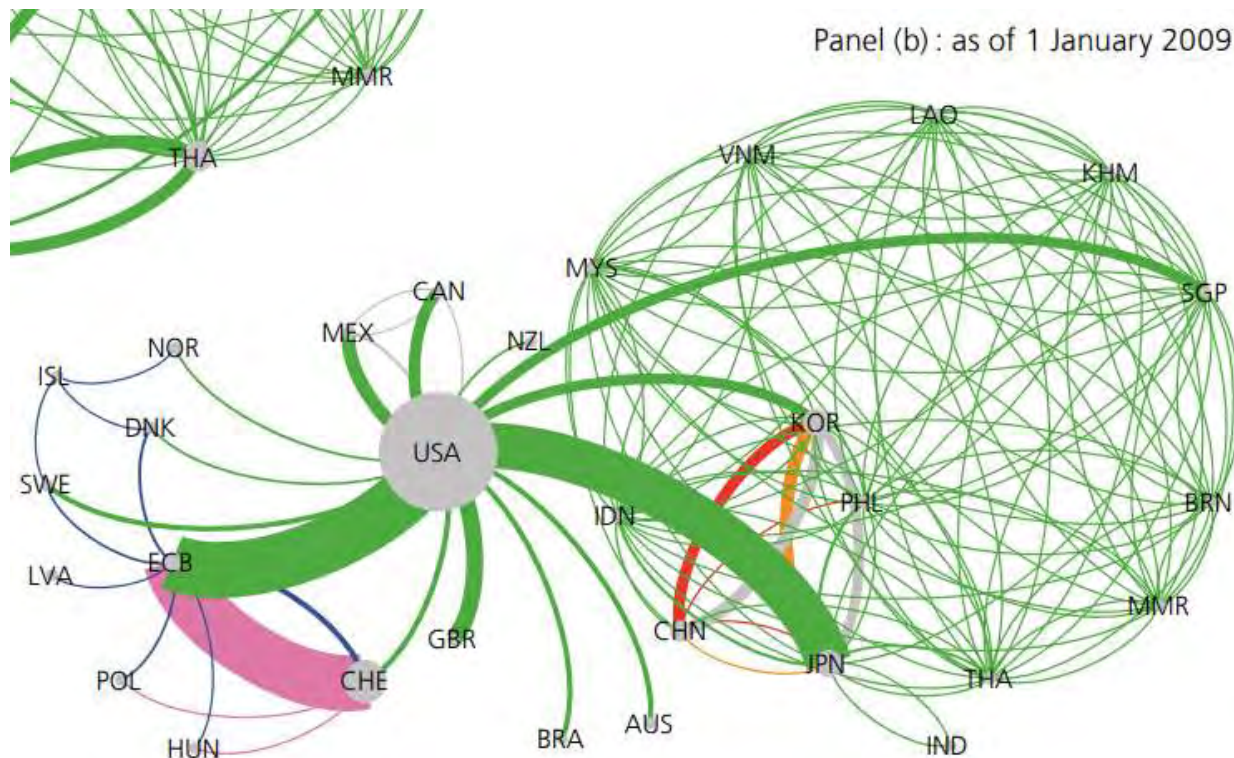 Panel (b) : as of 1 January 2009
MMR
THA
LAO
VNM
KHM
MYS
SGP
CAN
MEX
NZL
NOR
ISL
DNK
KOR
USA
SWE
PHL
BRN
IDN
ECB
LVA
MMR
CHN
GBR
JPN
THA
POL
CHE
AUS
BRA
IND
HUN